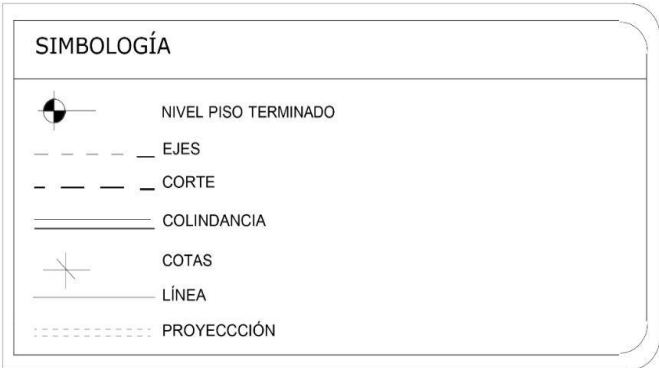 SIMBOLOGÍA
NIVEL PISO TERMINADO
EJES
CORTE
COLINDANCIA
COTAS
LÍNEA
PROYECCCIÓN